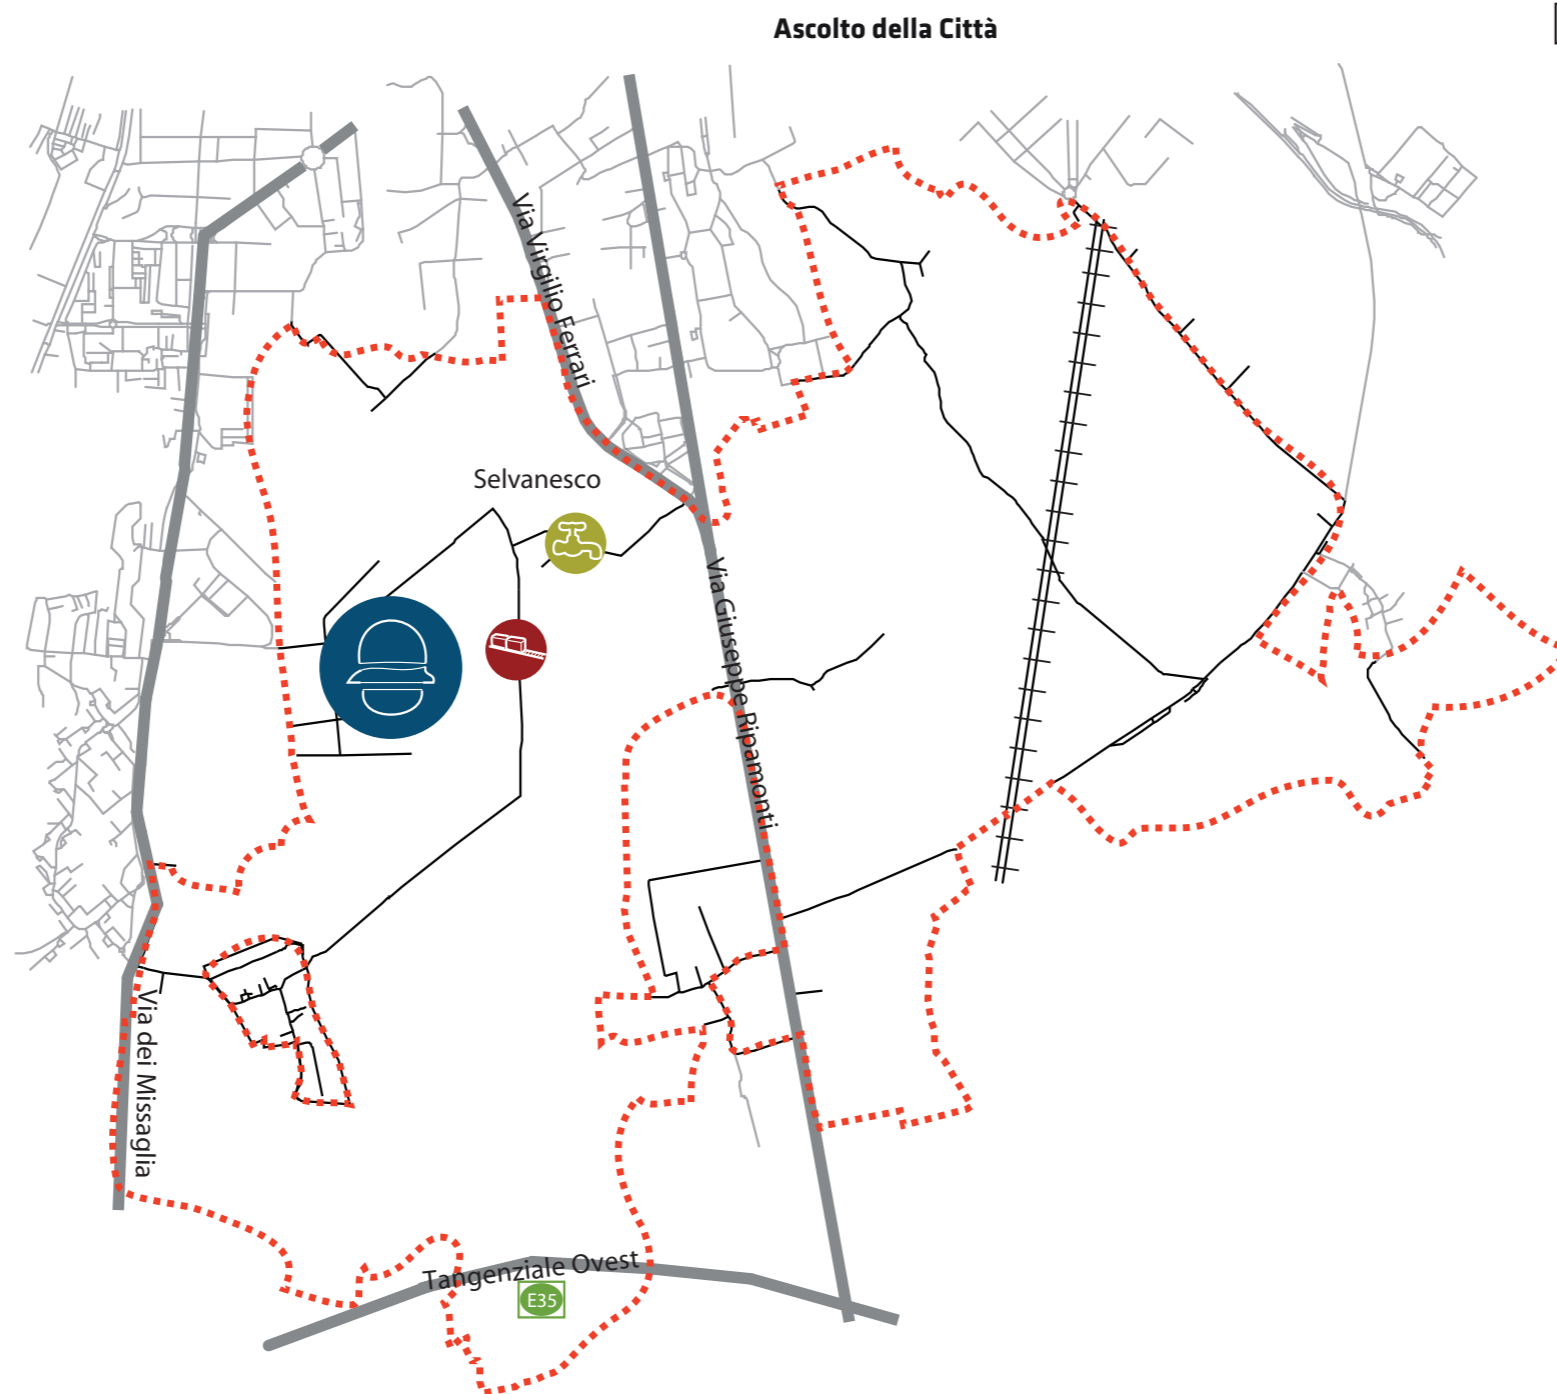 Ascolto della Città
Via Virgilio Ferrari
Selvanesco
Via Giuseppe Ripamonti
Via dei Missaglia
Tangenziale Ovest
E35